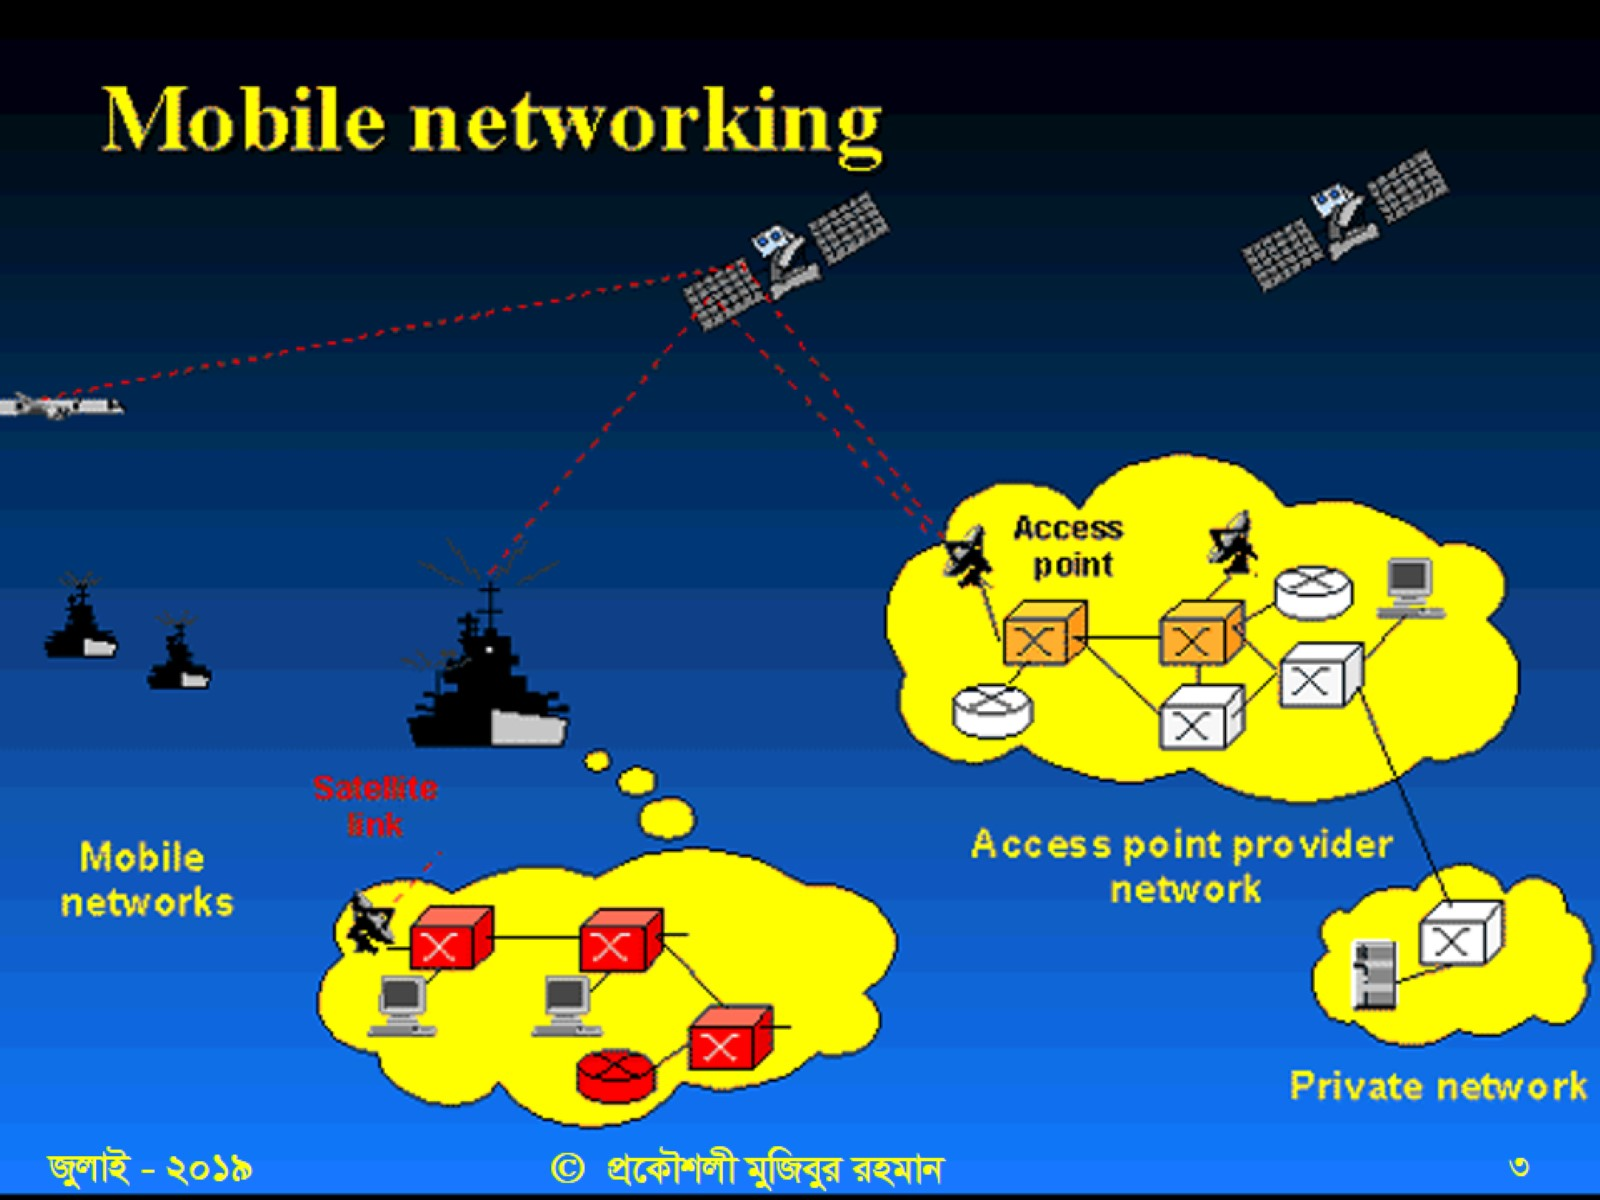 Mobile networking
Access
point
Satellite
link
Mobile
networks
Access point provider
network
Private network
জুলাই - ২০১৯
© প্রকৌশলী মুজিবুর রহমান
৩